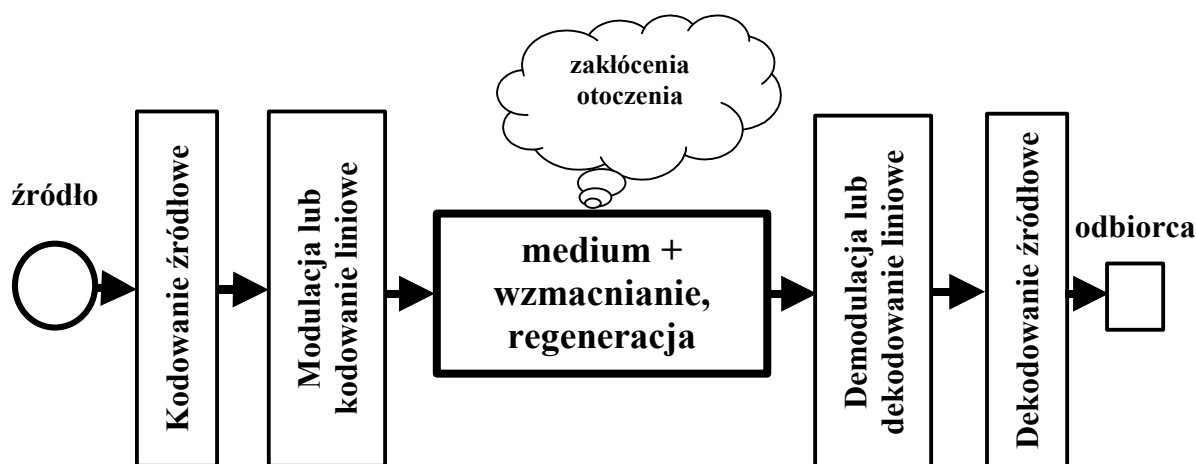 zakłócenia
otoczenia
źródło
Kodowanie źródłowe
Modulacja lub
kodowanie liniowe
medium +
wzmacnianie,
regeneracja
Demodulacja lub
dekodowanie liniowe
Dekodowanie źródłowe
odbiorca